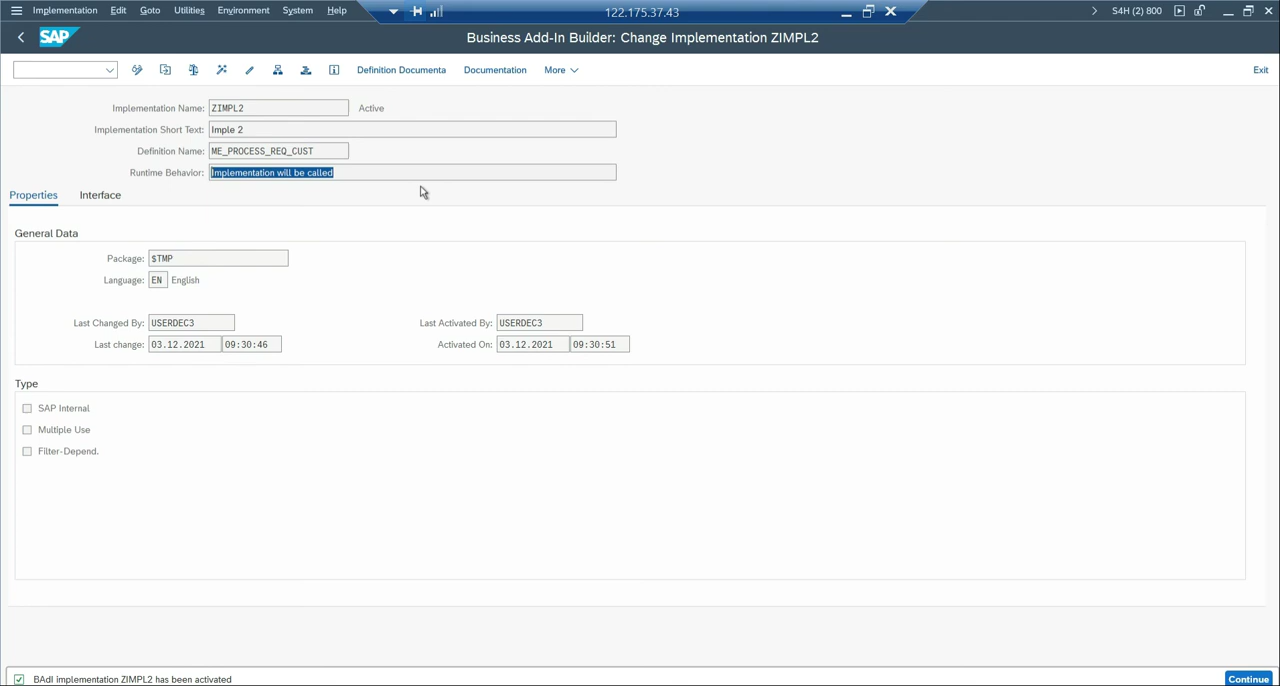 Implementation Edit Goto Utilities Environment System Help 122.175.37.43 S4H (2) 800
SAP Business Add-In Builder: Change Implementation ZIMPL2
Definition Documenta Documentation More Exit
Implementation Name: ZIMPL2 Active
Implementation Short Text: Imple 2
Definition Name: ME_PROCESS_REQ_CUST
Runtime Behavior: Implementation will be called
Properties Interface
General Data
Package: $TMP
Language: EN English
Last Changed By: USERDEC3 Last Activated By: USERDEC3
Last change: 03.12.2021 09:30:46 Activated On: 03.12.2021 09:30:51
Type
SAP Internal
Multiple Use
Filter-Depend.
BAdI implementation ZIMPL2 has been activated Continue